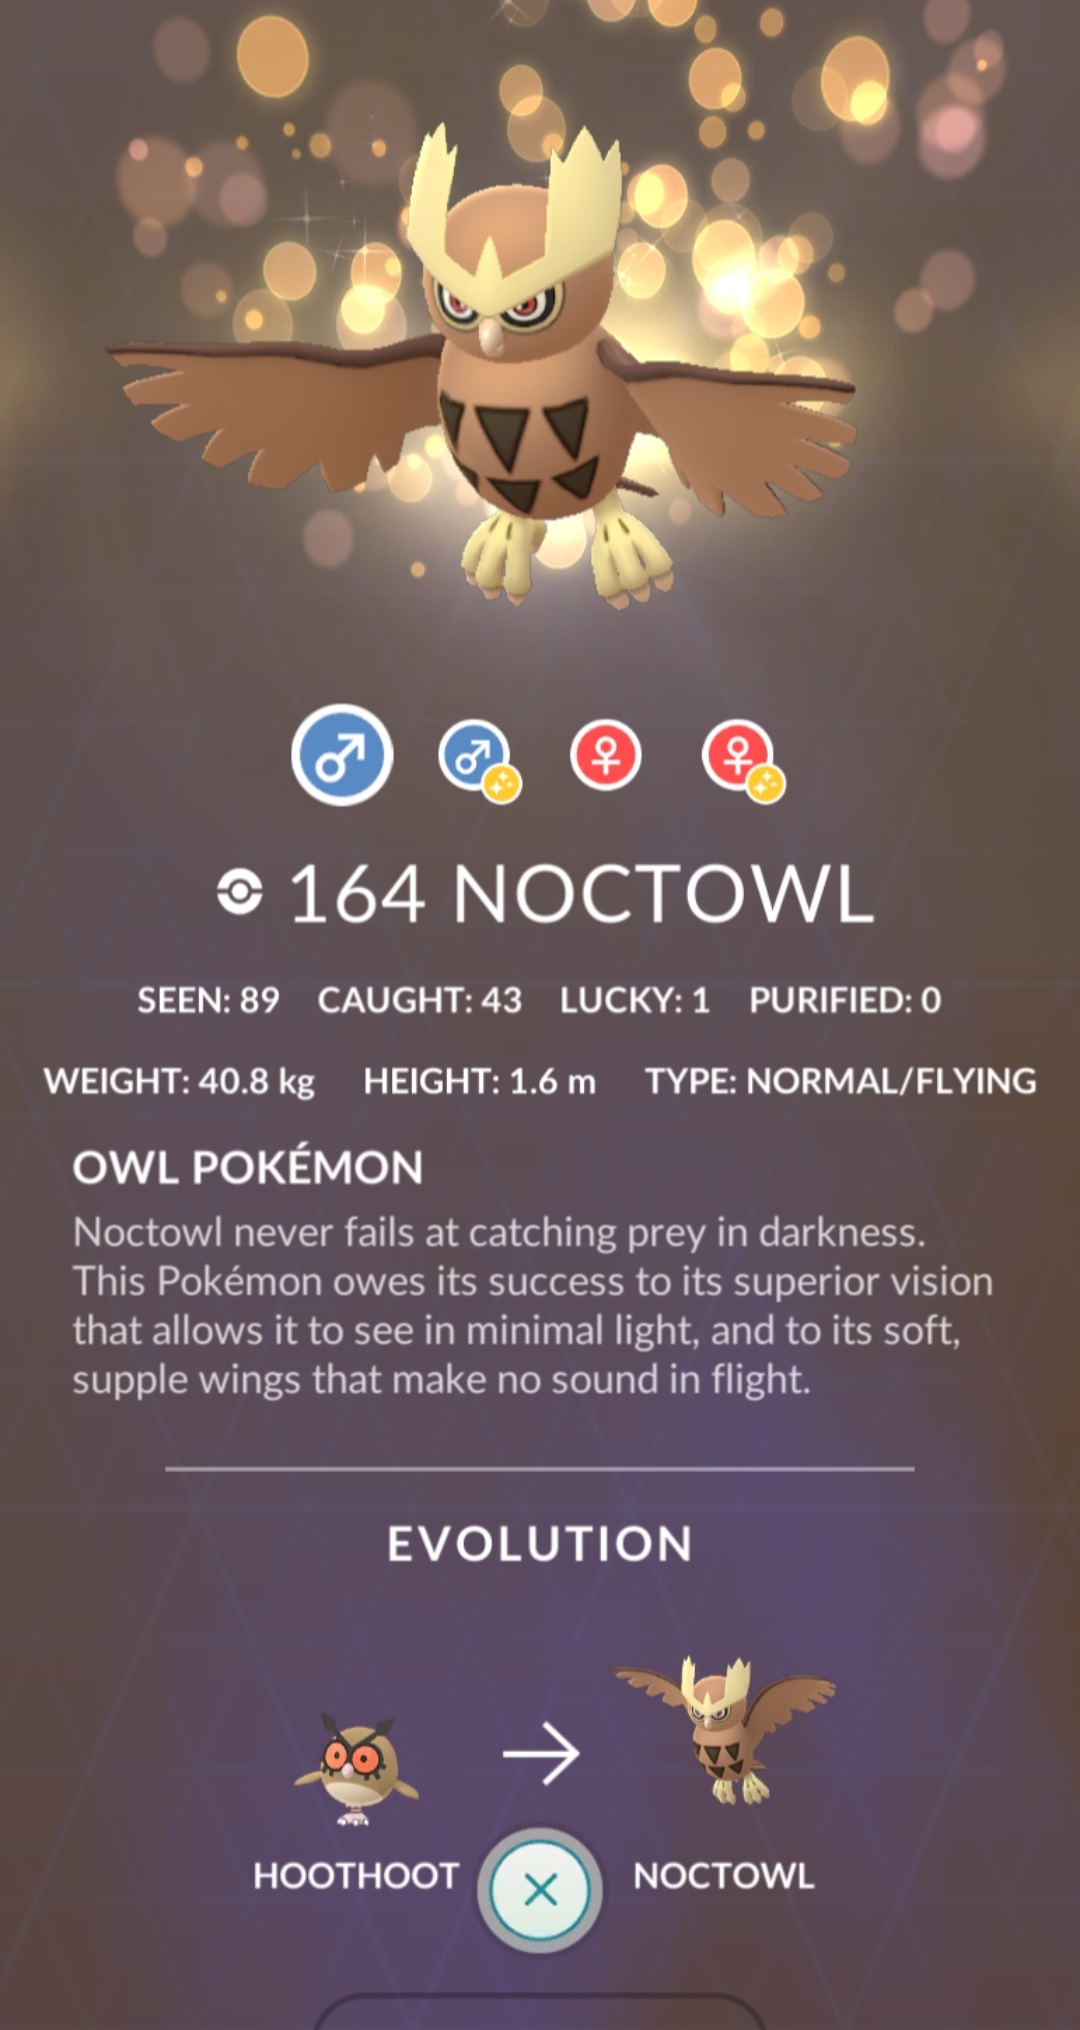 164 NOCTOWL
SEEN: 89 CAUGHT: 43 LUCKY: 1 PURIFIED: 0
WEIGHT: 40.8 kg HEIGHT: 1.6 m TYPE: NORMAL/FLYING
OWL POKÉMON
Noctowl never fails at catching prey in darkness.
This Pokémon owes its success to its superior vision
that allows it to see in minimal light, and to its soft,
supple wings that make no sound in flight.
EVOLUTION
HOOTHOOT NOCTOWL